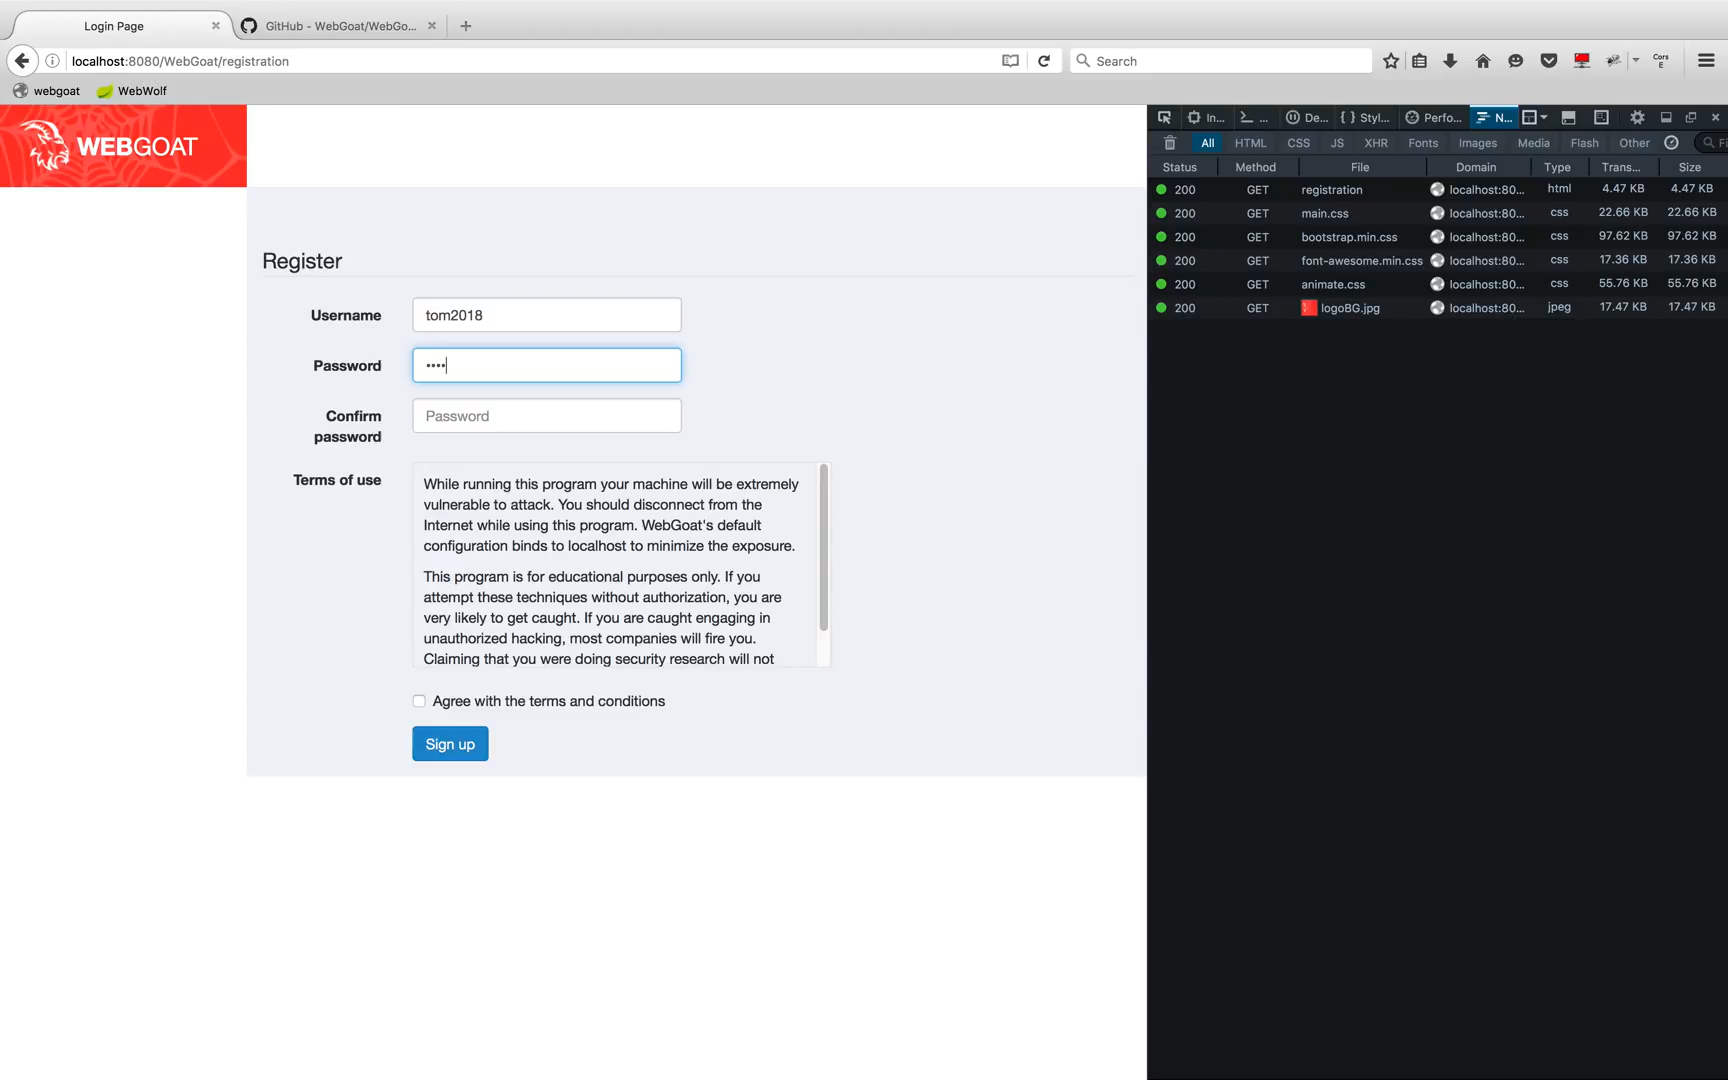 Login Page
GitHub - WebGoat/WebGo...
localhost:8080/WebGoat/registration
Search
Cors
E
webgoat
WebWolf
WEBGOAT
In...
...
De...
{ } Styl...
Perfo...
N...
All
HTML
CSS
JS
XHR
Fonts
Images
Media
Flash
Other
Fi
Status Method File Domain Type Trans... Size
200 GET registration localhost:80... html 4.47 KB 4.47 KB
200 GET main.css localhost:80... css 22.66 KB 22.66 KB
200 GET bootstrap.min.css localhost:80... css 97.62 KB 97.62 KB
200 GET font-awesome.min.css localhost:80... css 17.36 KB 17.36 KB
200 GET animate.css localhost:80... css 55.76 KB 55.76 KB
200 GET logoBG.jpg localhost:80... jpeg 17.47 KB 17.47 KB
Register
Username
tom2018
Password
••••
Confirm
password
Password
Terms of use
While running this program your machine will be extremely
vulnerable to attack. You should disconnect from the
Internet while using this program. WebGoat's default
configuration binds to localhost to minimize the exposure.
This program is for educational purposes only. If you
attempt these techniques without authorization, you are
very likely to get caught. If you are caught engaging in
unauthorized hacking, most companies will fire you.
Claiming that you were doing security research will not
Agree with the terms and conditions
Sign up